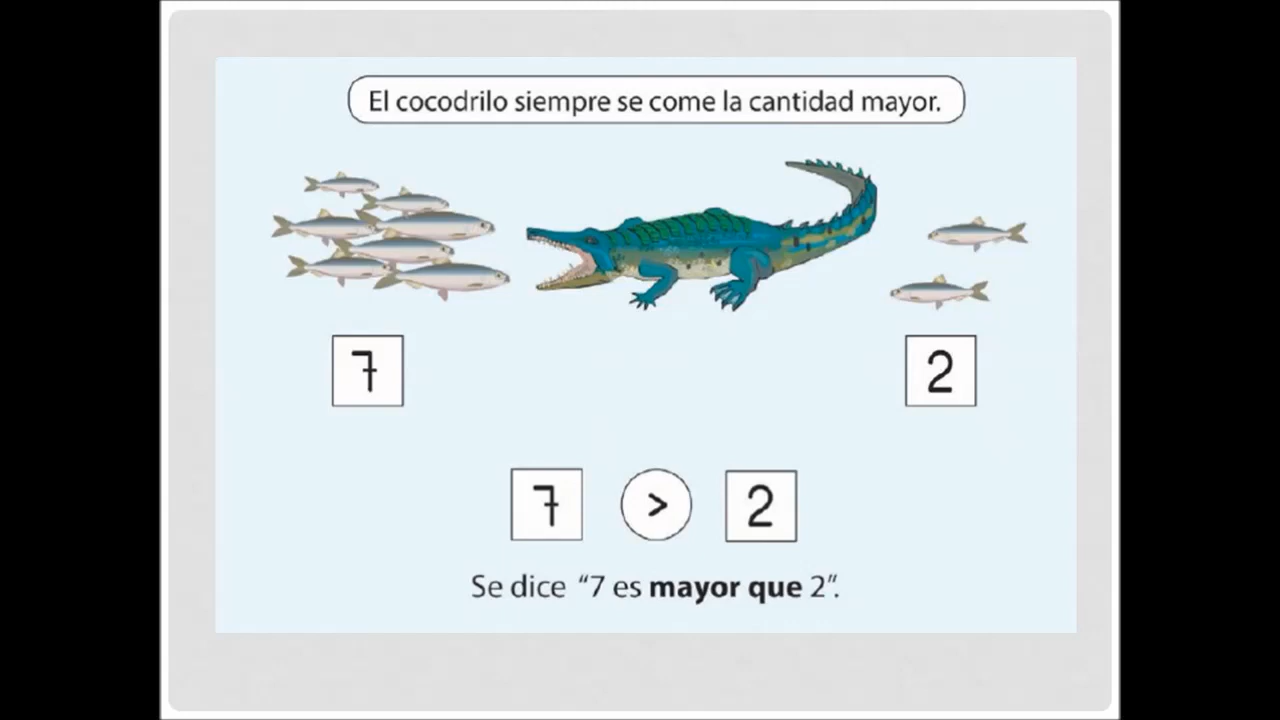 El cocodrilo siempre se come la cantidad mayor.
7 2
7 > 2
Se dice “7 es mayor que 2”.